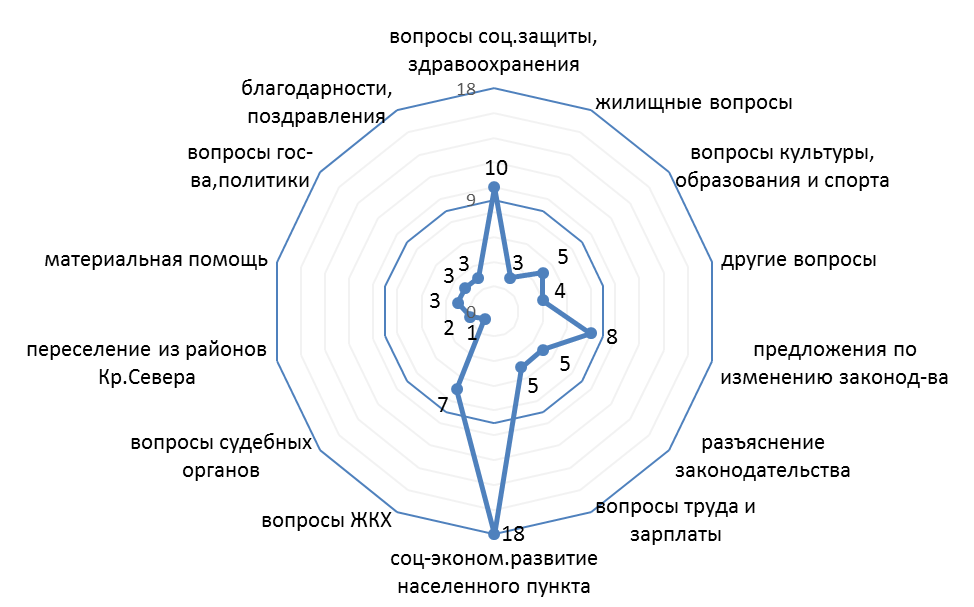 вопросы соц.защиты,
здравоохранения
жилищные вопросы
вопросы культуры,
образования и спорта
другие вопросы
предложения по
изменению законод-ва
разъяснение
законодательства
вопросы труда и
зарплаты
соц-эконом.развитие
населенного пункта
вопросы ЖКХ
вопросы судебных
органов
переселение из районов
Кр.Севера
материальная помощь
вопросы гос-
ва,политики
благодарности,
поздравления
18
9
0
10
3
5
4
8
5
5
18
7
1
2
3
3
3